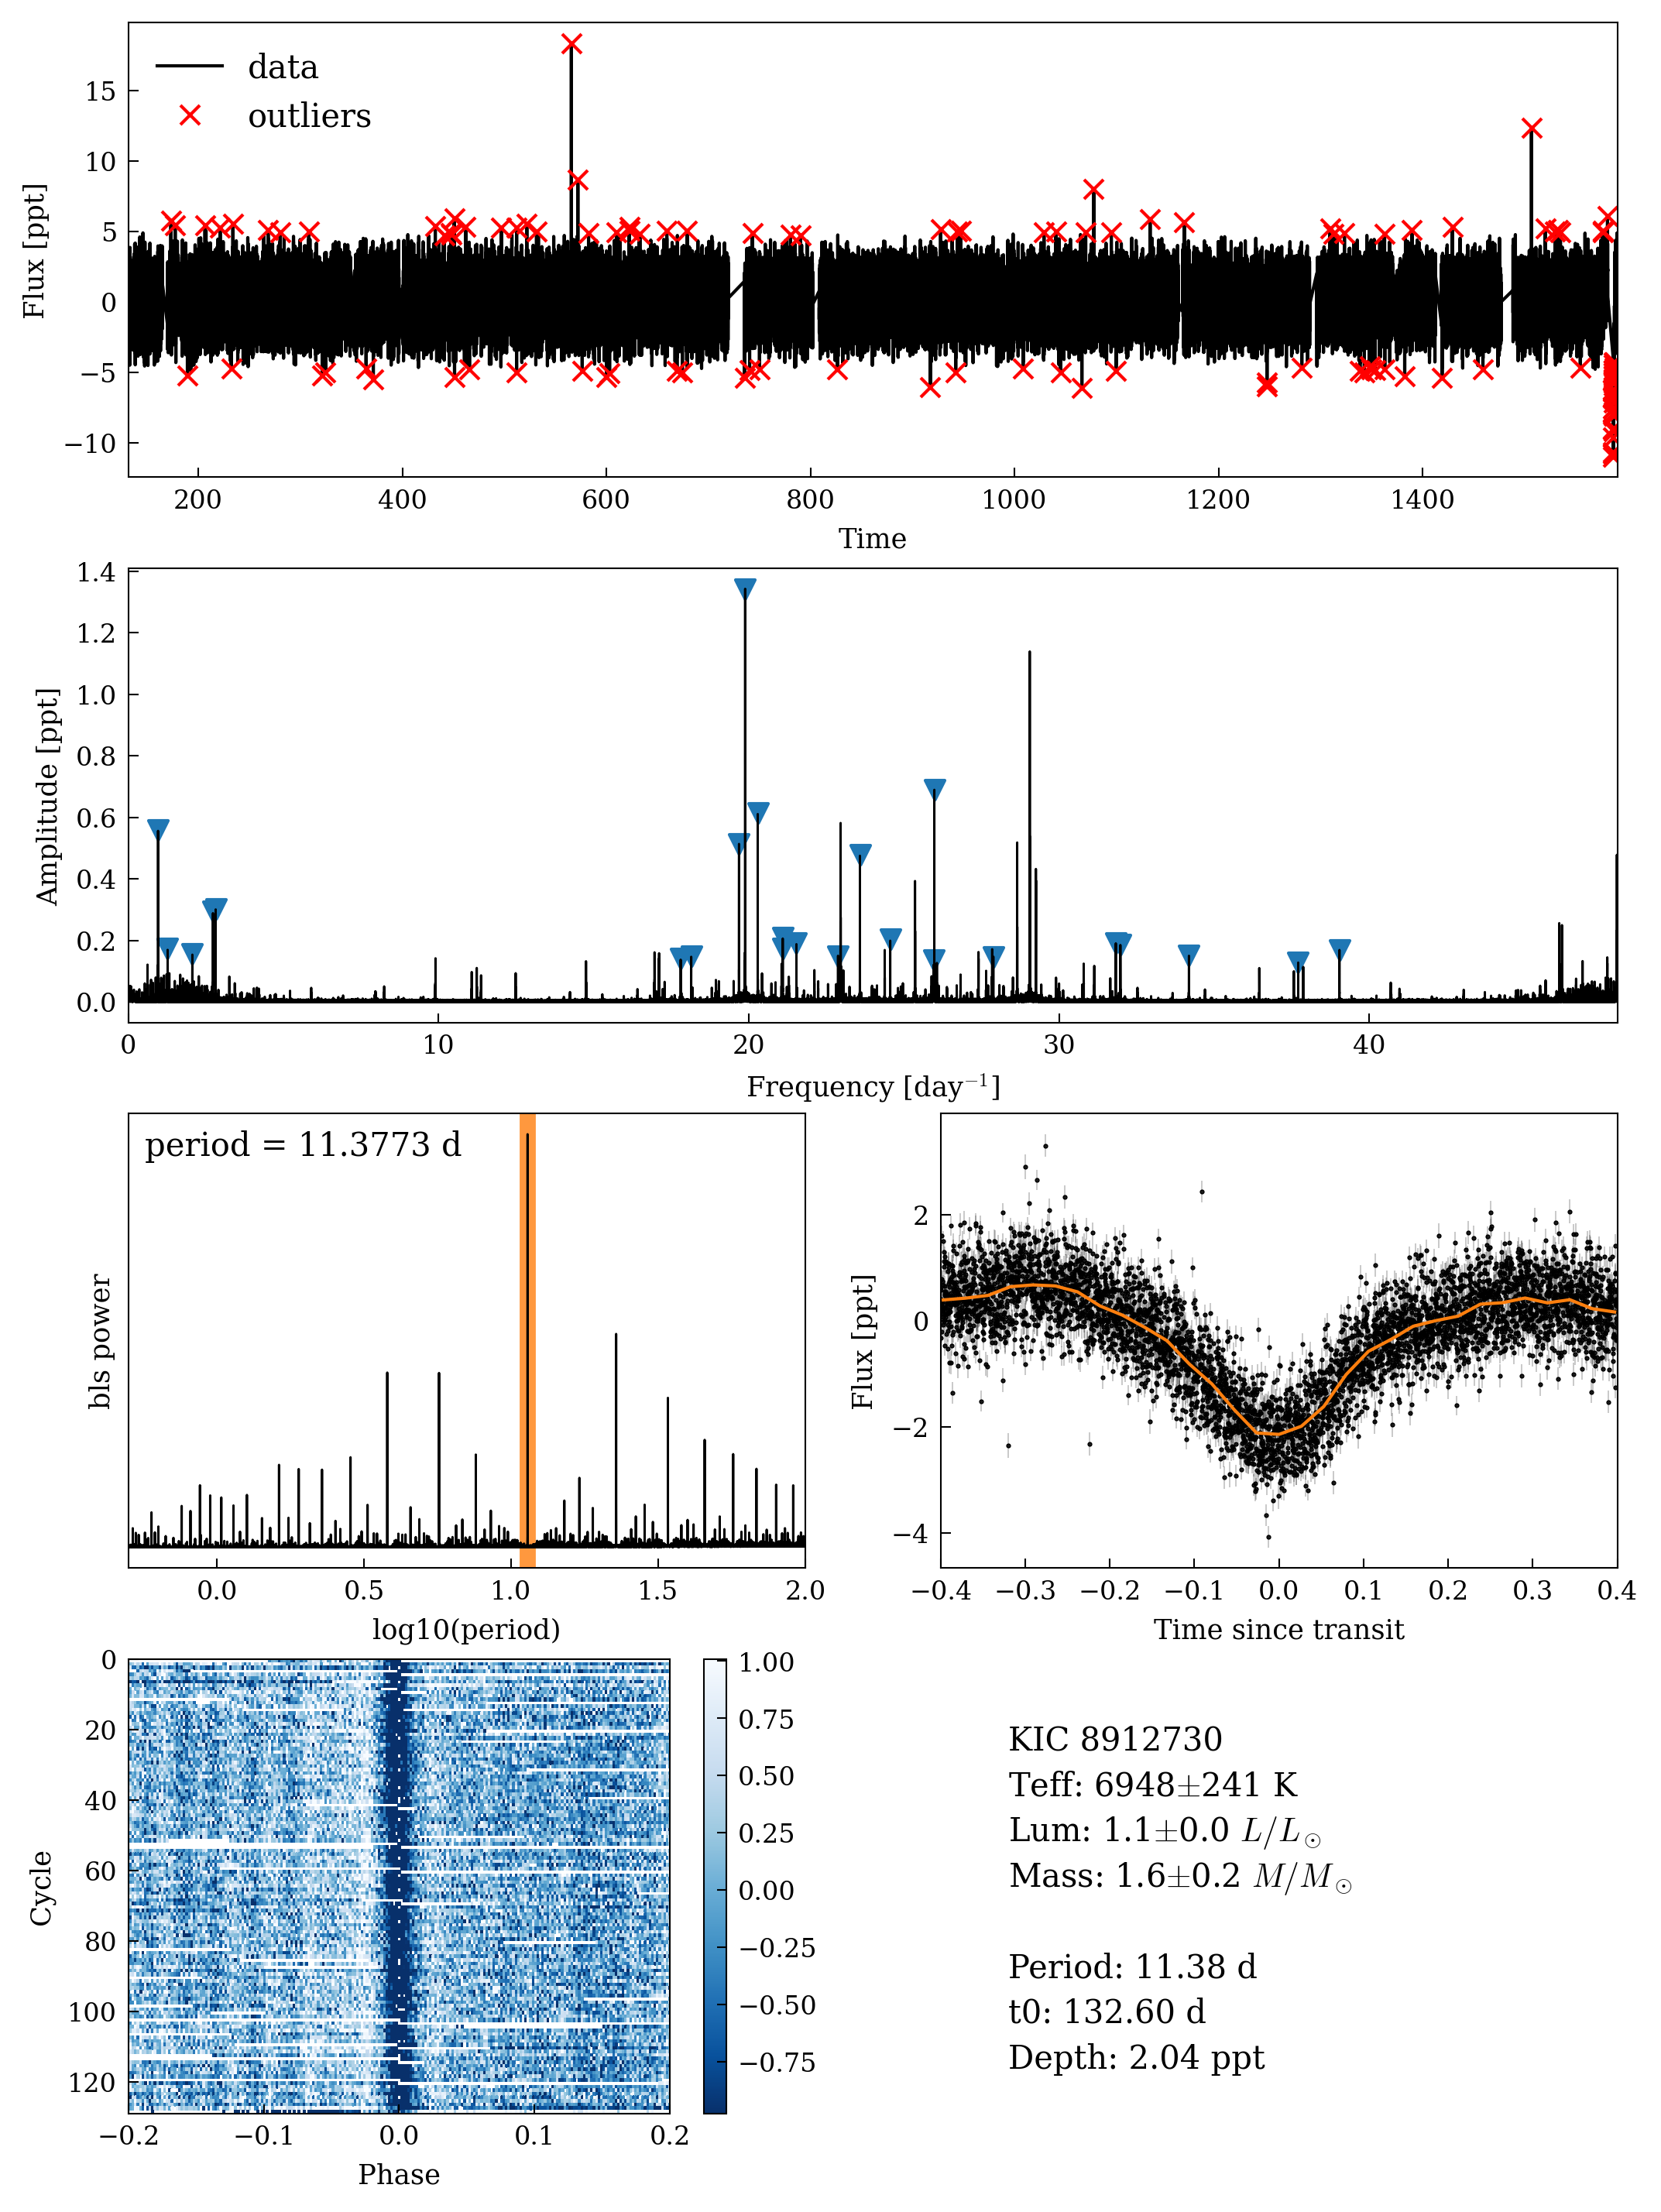 data
outliers
15
10
5
0
−5
−10
Flux [ppt]
200 400 600 800 1000 1200 1400
Time
1.4
1.2
1.0
0.8
0.6
0.4
0.2
0.0
Amplitude [ppt]
0 10 20 30 40
Frequency [day⁻¹]
period = 11.3773 d
bls power
0.0 0.5 1.0 1.5 2.0
log10(period)
2
0
−2
−4
Flux [ppt]
−0.4 −0.3 −0.2 −0.1 0.0 0.1 0.2 0.3 0.4
Time since transit
0
20
40
60
80
100
120
Cycle
−0.2 −0.1 0.0 0.1 0.2
Phase
1.00
0.75
0.50
0.25
0.00
−0.25
−0.50
−0.75
KIC 8912730
Teff: 6948±241 K
Lum: 1.1±0.0 L/L☉
Mass: 1.6±0.2 M/M☉
Period: 11.38 d
t0: 132.60 d
Depth: 2.04 ppt